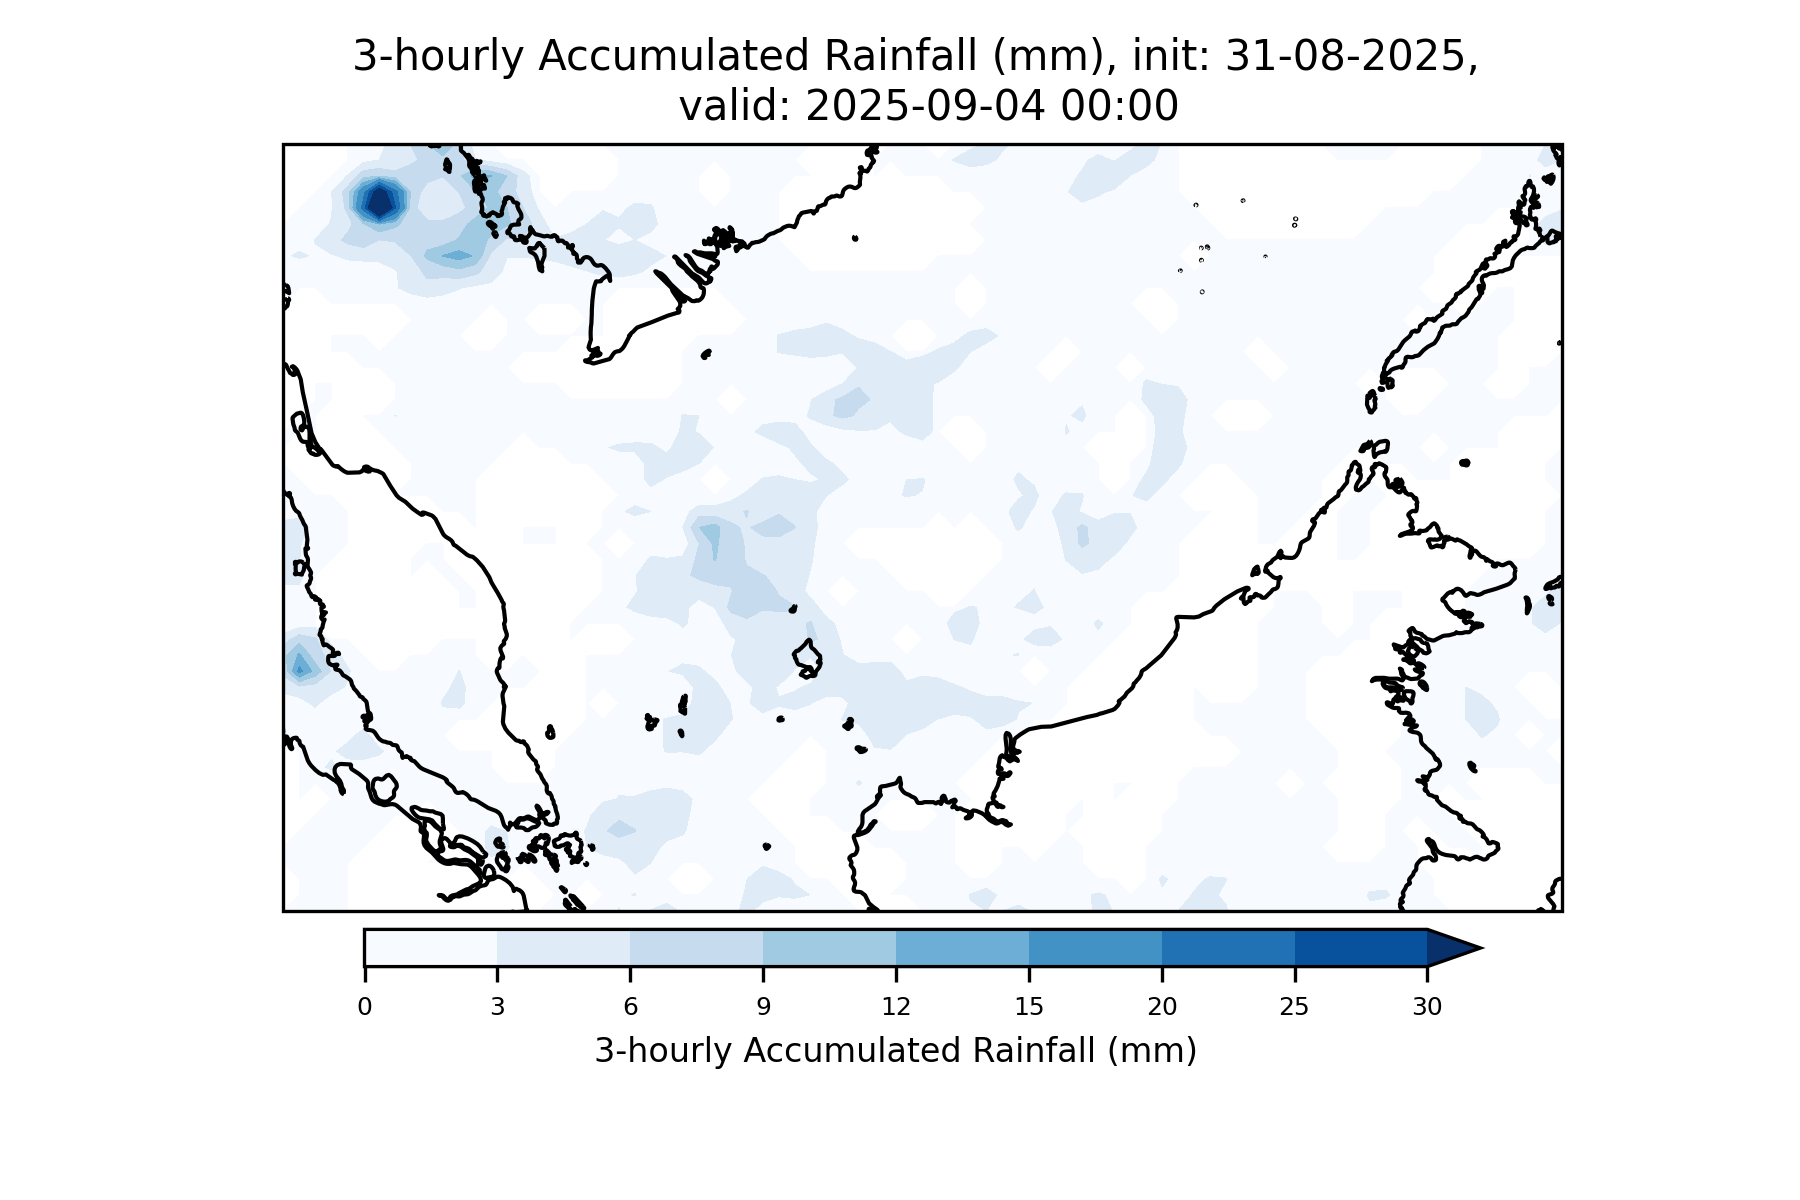 3-hourly Accumulated Rainfall (mm), init: 31-08-2025,
valid: 2025-09-04 00:00
0 3 6 9 12 15 20 25 30
3-hourly Accumulated Rainfall (mm)